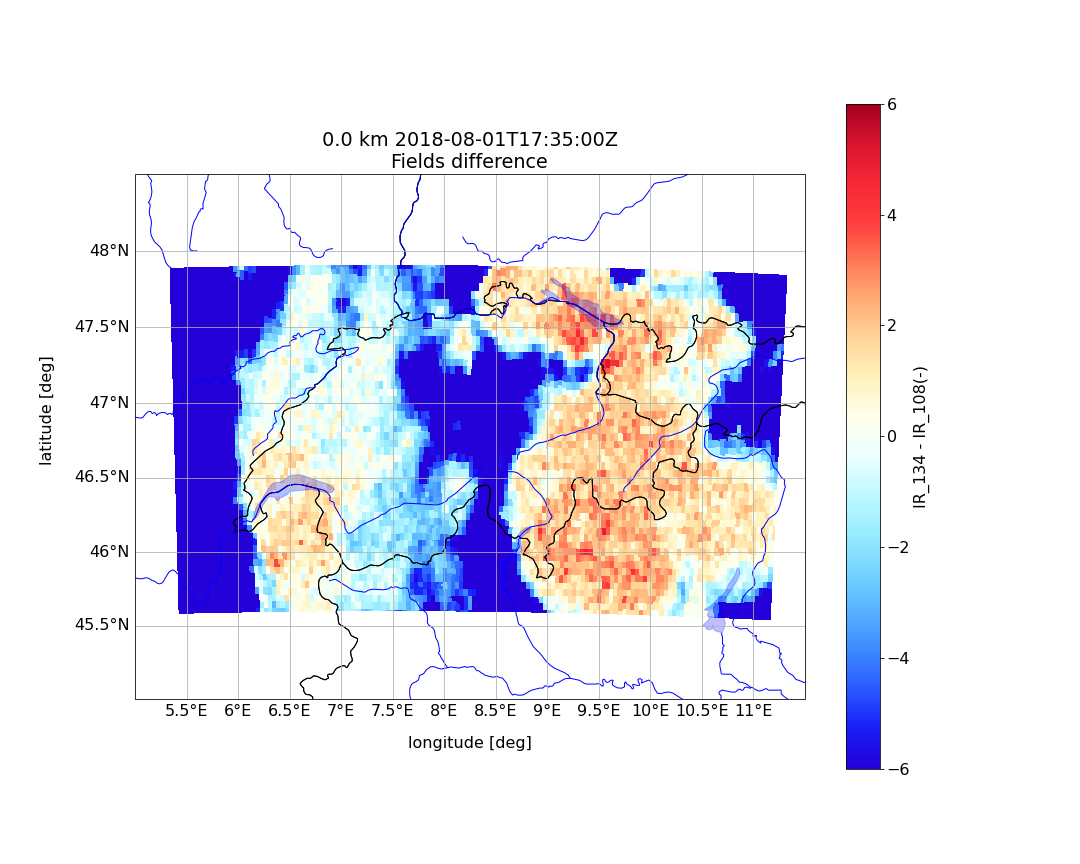 0.0 km 2018-08-01T17:35:00Z
Fields difference
48°N
47.5°N
47°N
46.5°N
46°N
45.5°N
latitude [deg]
5.5°E 6°E 6.5°E 7°E 7.5°E 8°E 8.5°E 9°E 9.5°E 10°E 10.5°E 11°E
longitude [deg]
6
4
2
0
−2
−4
−6
IR_134 - IR_108(-)